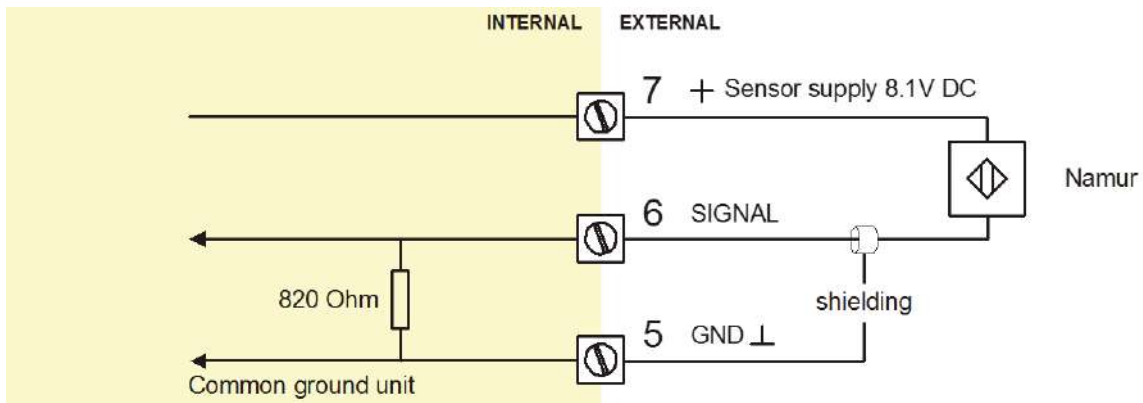 INTERNAL EXTERNAL
7 + Sensor supply 8.1V DC
Namur
6 SIGNAL
820 Ohm
shielding
5 GND ⊥
Common ground unit